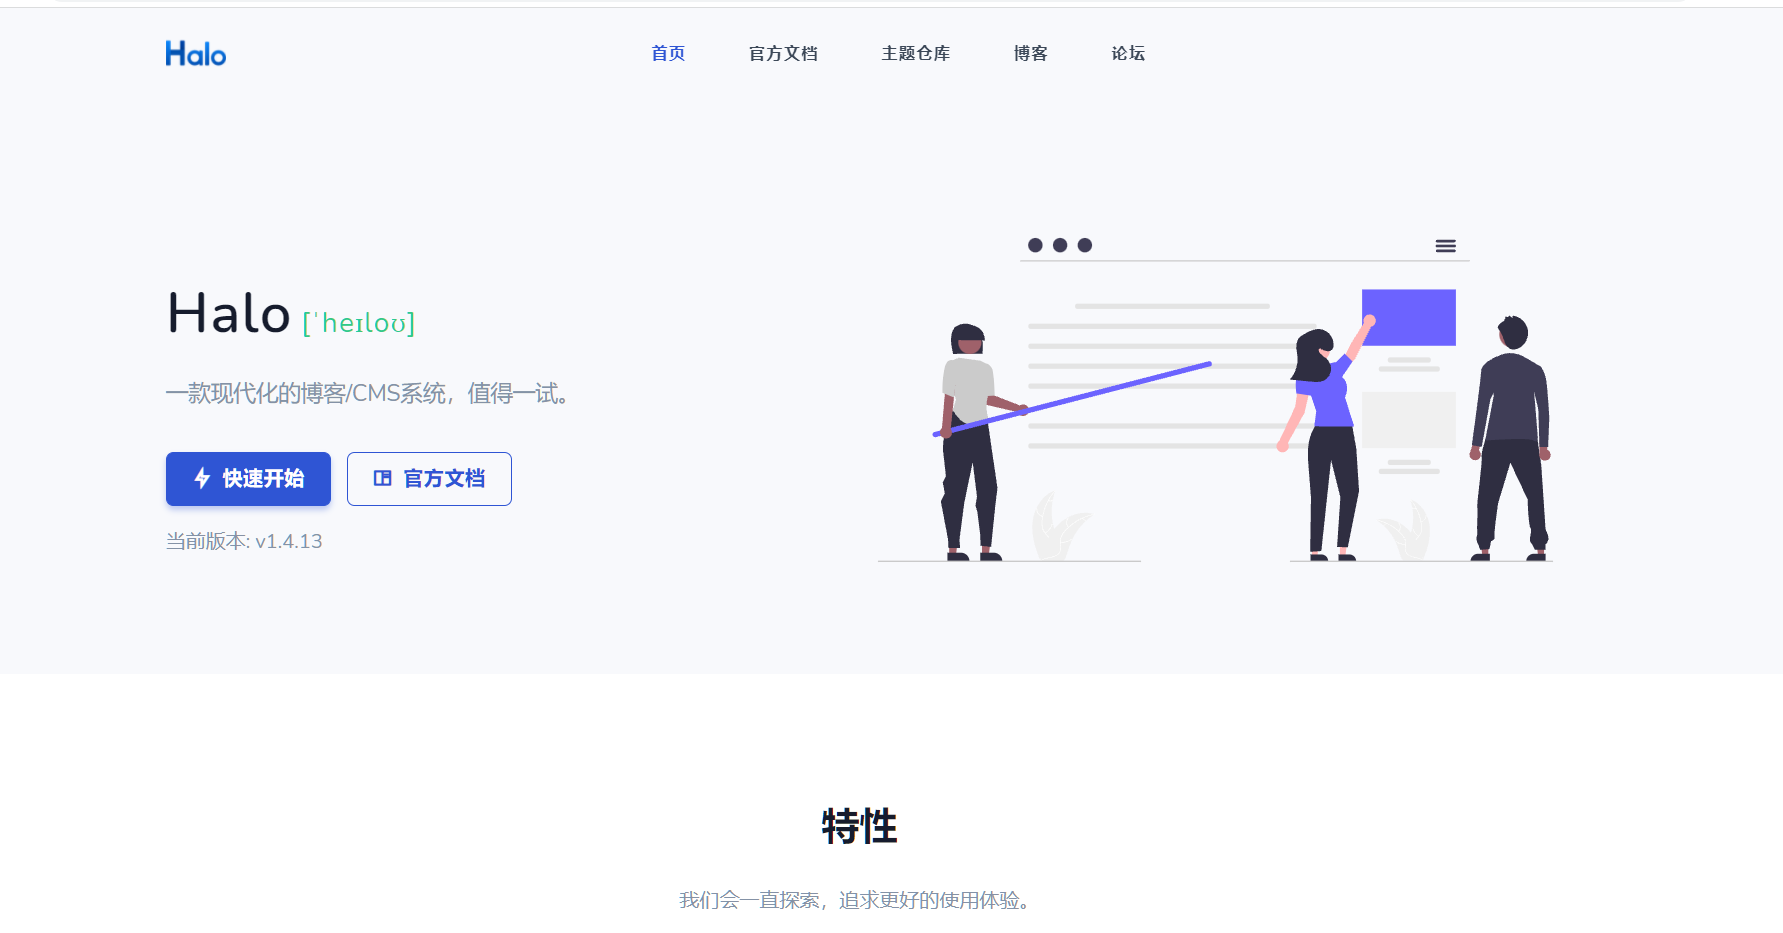 Halo
首页
官方文档
主题仓库
博客
论坛
Halo [ˈheɪloʊ]
一款现代化的博客/CMS系统，值得一试。
快速开始
官方文档
当前版本: v1.4.13
特性
我们会一直探索，追求更好的使用体验。